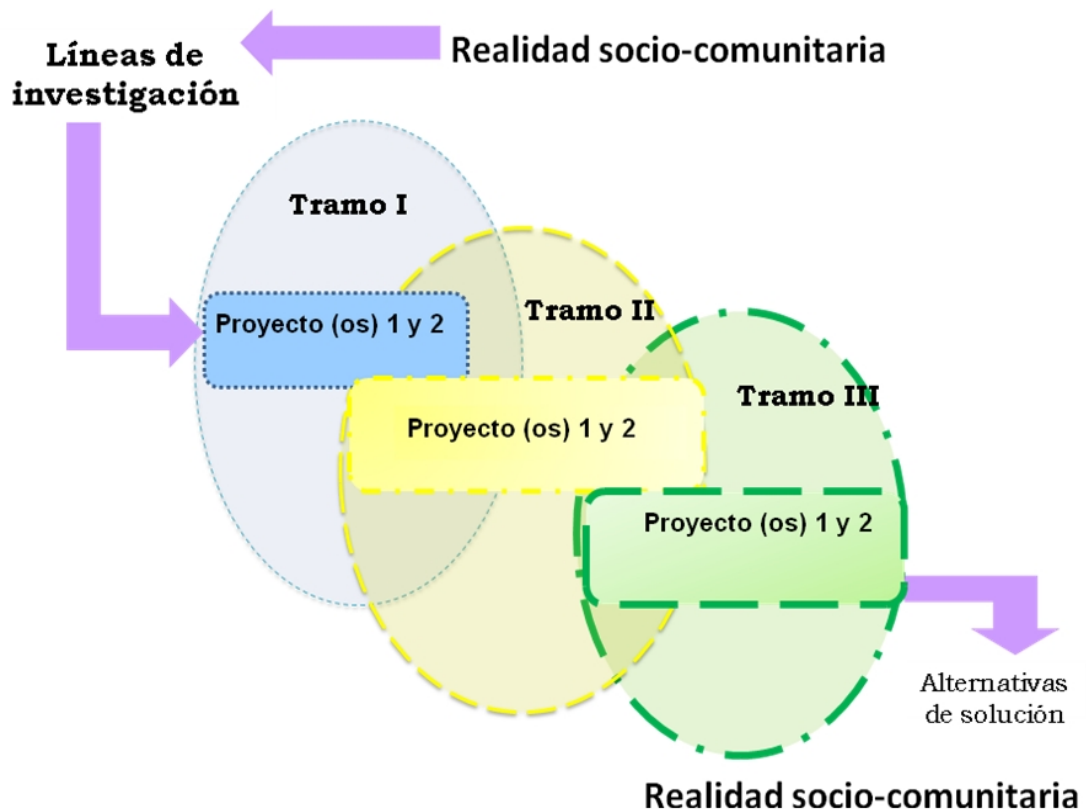 Líneas de
investigación
Realidad socio-comunitaria
Tramo I
Proyecto (os) 1 y 2
Tramo II
Proyecto (os) 1 y 2
Tramo III
Proyecto (os) 1 y 2
Alternativas
de solución
Realidad socio-comunitaria